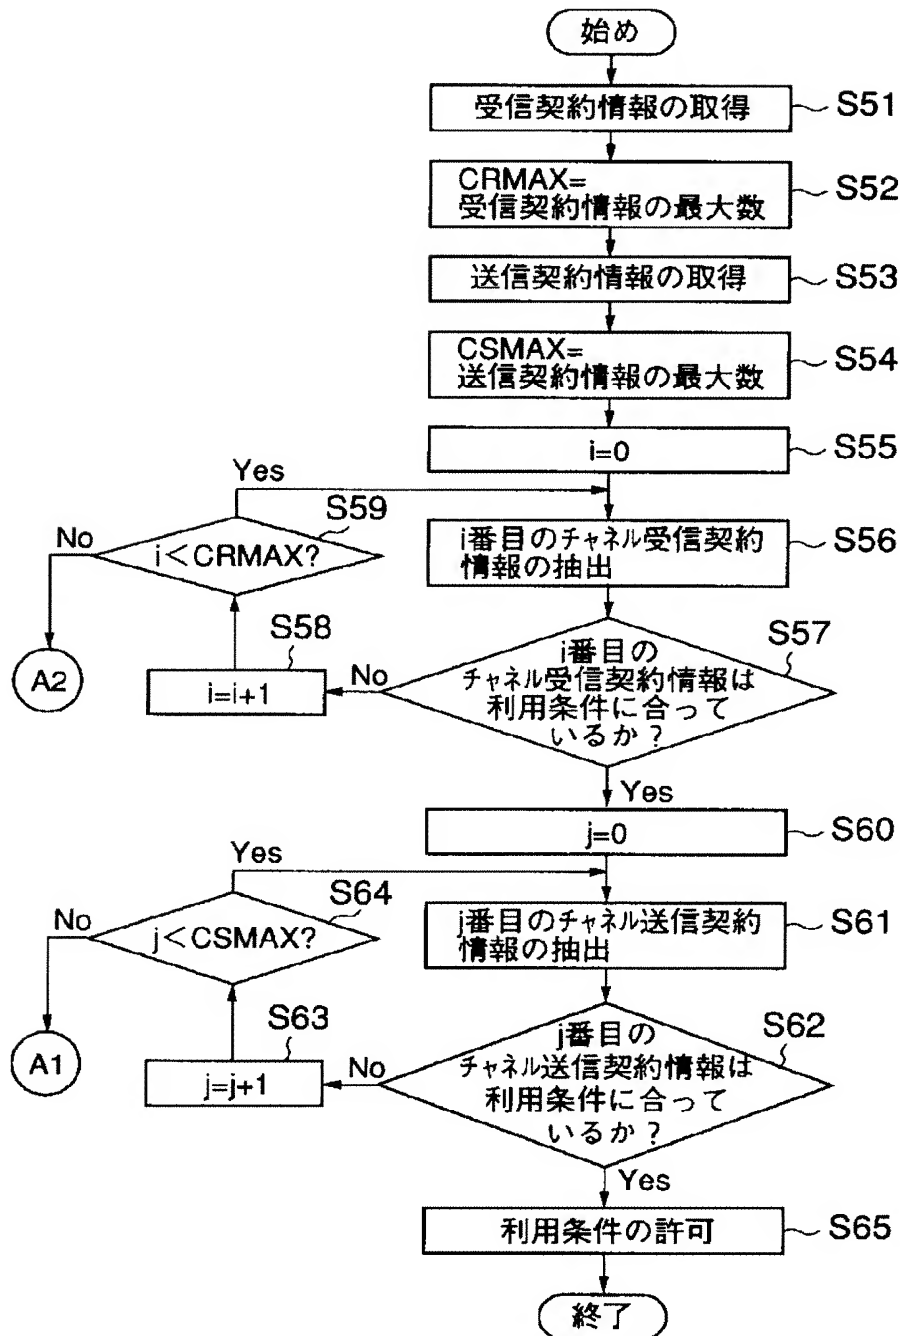 始め
受信契約情報の取得
S51
CRMAX=
受信契約情報の最大数
S52
送信契約情報の取得
S53
CSMAX=
送信契約情報の最大数
S54
i=0
S55
Yes
S59
No
i<CRMAX?
i番目のチャネル受信契約
情報の抽出
S56
A2
S58
i=i+1
No
i番目の
チャネル受信契約情報は
利用条件に合って
いるか?
S57
Yes
j=0
S60
Yes
S64
No
j<CSMAX?
j番目のチャネル送信契約
情報の抽出
S61
A1
S63
j=j+1
No
j番目の
チャネル送信契約情報は
利用条件に合って
いるか?
S62
Yes
利用条件の許可
S65
終了